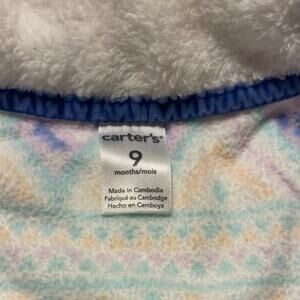 carter's®
9
months/mois
Made in Cambodia
Fabriqué au Cambodge
Hecho en Camboya